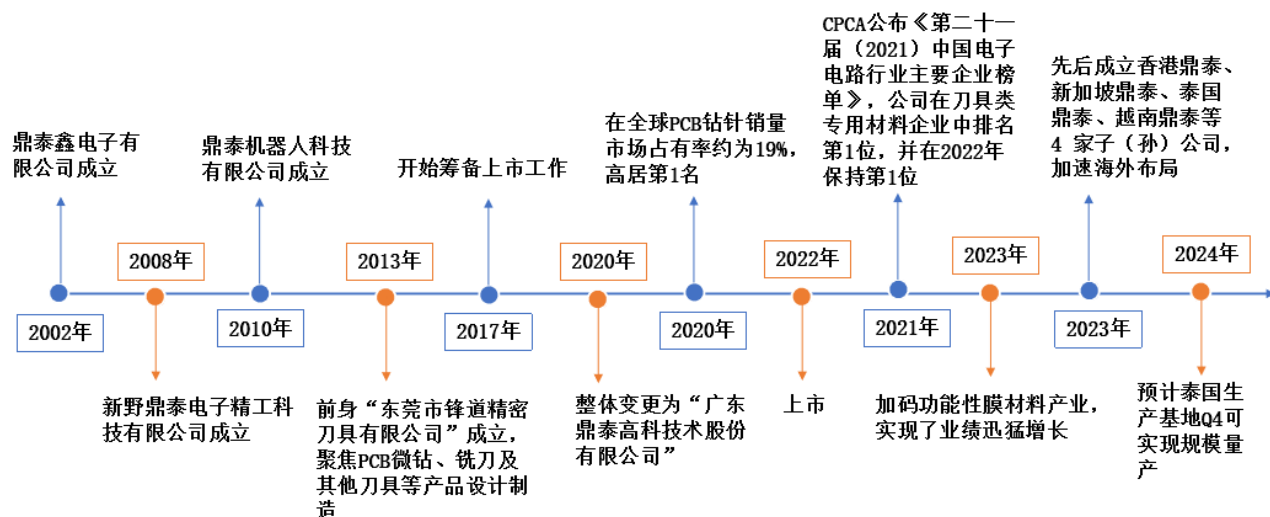 鼎泰鑫电子有
限公司成立
2002年
2008年
新野鼎泰电子精工科
技有限公司成立
鼎泰机器人科技
有限公司成立
2010年
2013年
前身“东莞市锋道精密
刀具有限公司”成立，
聚焦PCB微钻、铣刀及
其他刀具等产品设计制
造
开始筹备上市工作
2017年
2020年
整体变更为“广东
鼎泰高科技术股份
有限公司”
在全球PCB钻针销量
市场占有率约为19%，
高居第1名
2020年
2022年
上市
CPCA公布《第二十一
届（2021）中国电子
电路行业主要企业榜
单》，公司在刀具类
专用材料企业中排名
第1位，并在2022年
保持第1位
2021年
2023年
加码功能性膜材料产业，
实现了业绩迅猛增长
先后成立香港鼎泰、
新加坡鼎泰、泰国
鼎泰、越南鼎泰等
4 家子（孙）公司，
加速海外布局
2023年
2024年
预计泰国生
产基地Q4可
实现规模量
产